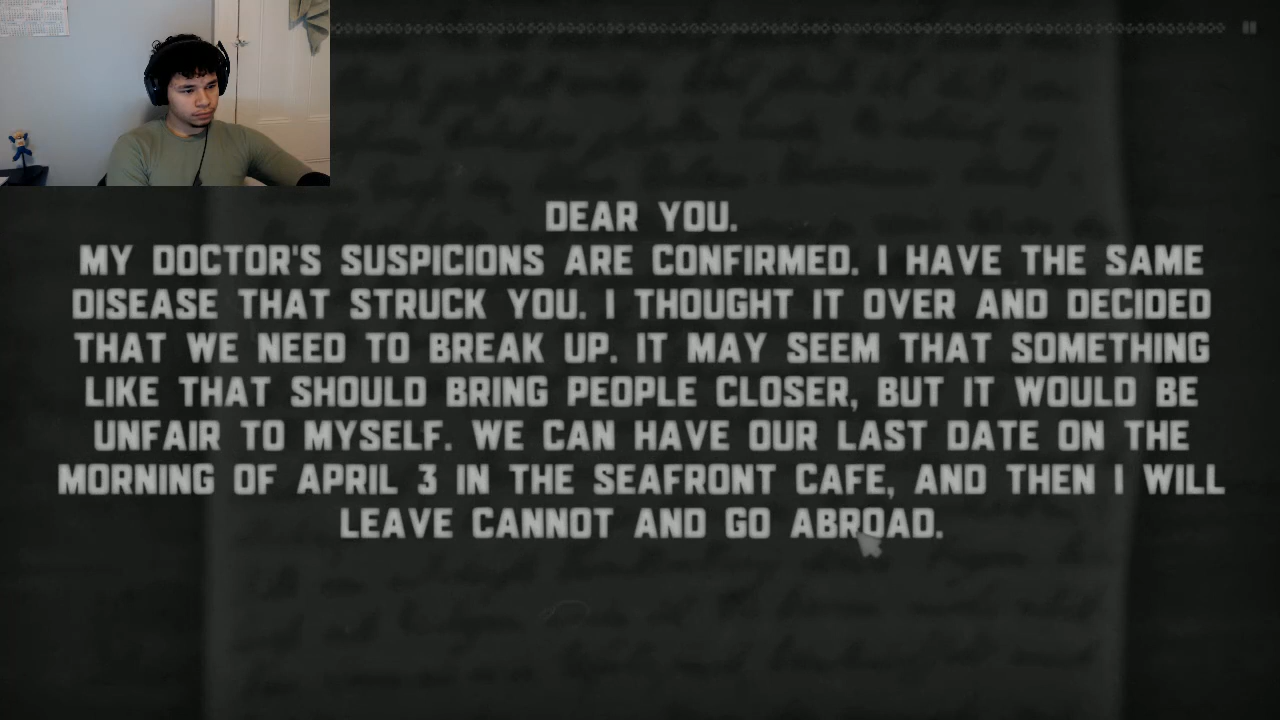 DEAR YOU.
MY DOCTOR'S SUSPICIONS ARE CONFIRMED. I HAVE THE SAME
DISEASE THAT STRUCK YOU. I THOUGHT IT OVER AND DECIDED
THAT WE NEED TO BREAK UP. IT MAY SEEM THAT SOMETHING
LIKE THAT SHOULD BRING PEOPLE CLOSER, BUT IT WOULD BE
UNFAIR TO MYSELF. WE CAN HAVE OUR LAST DATE ON THE
MORNING OF APRIL 3 IN THE SEAFRONT CAFE, AND THEN I WILL
LEAVE CANNOT AND GO ABROAD.